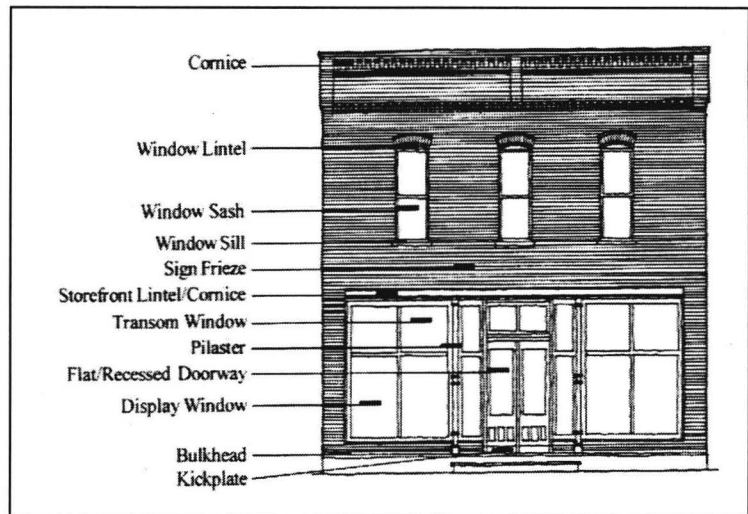 Cornice
Window Lintel
Window Sash
Window Sill
Sign Frieze
Storefront Lintel/Cornice
Transom Window
Pilaster
Flat/Recessed Doorway
Display Window
Bulkhead
Kickplate